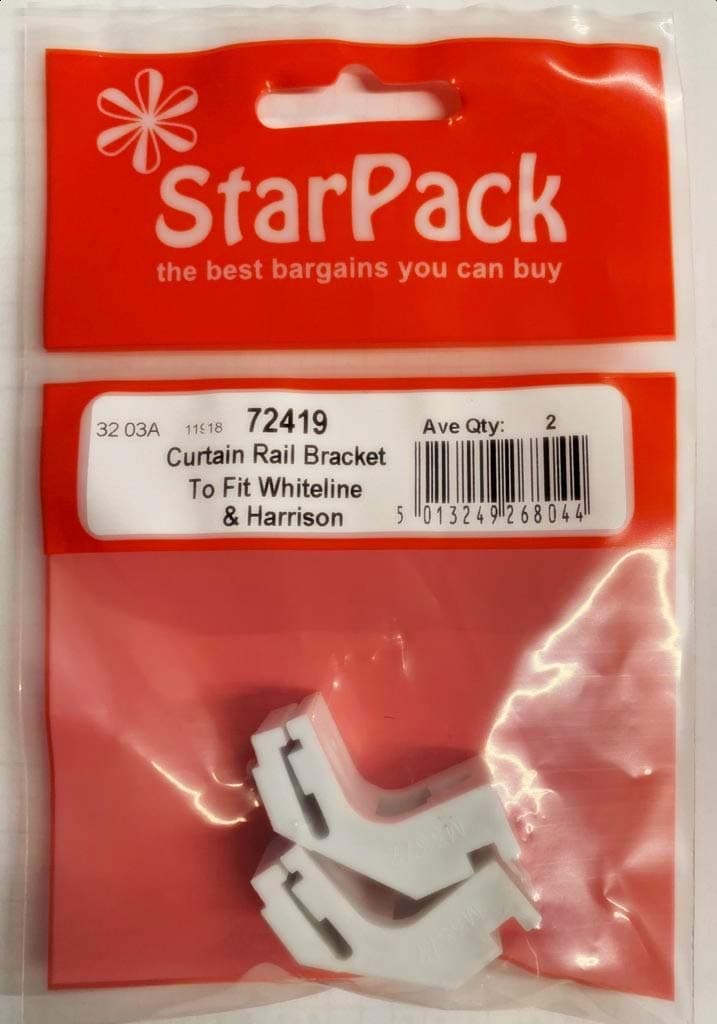 StarPack
the best bargains you can buy
32 03A 72419 Ave Qty: 2
Curtain Rail Bracket
To Fit Whiteline
& Harrison
5 013249 268044